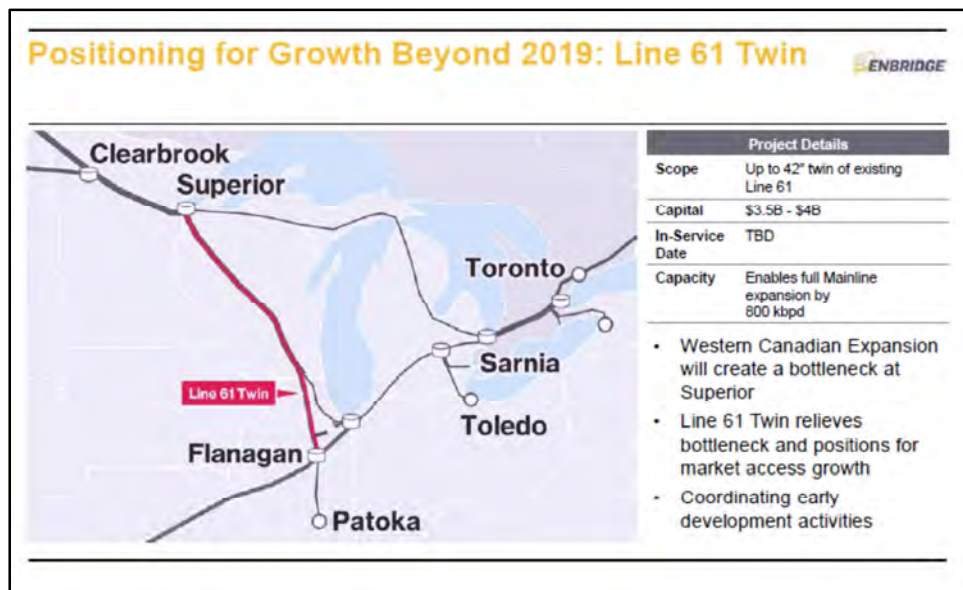 Positioning for Growth Beyond 2019: Line 61 Twin
ENBRIDGE
Clearbrook
Superior
Toronto
Sarnia
Line 61 Twin
Toledo
Flanagan
Patoka
Project Details
Scope Up to 42" twin of existing
Line 61
Capital $3.5B - $4B
In-Service TBD
Date
Capacity Enables full Mainline
expansion by
800 kbpd
• Western Canadian Expansion
will create a bottleneck at
Superior
• Line 61 Twin relieves
bottleneck and positions for
market access growth
- Coordinating early
development activities